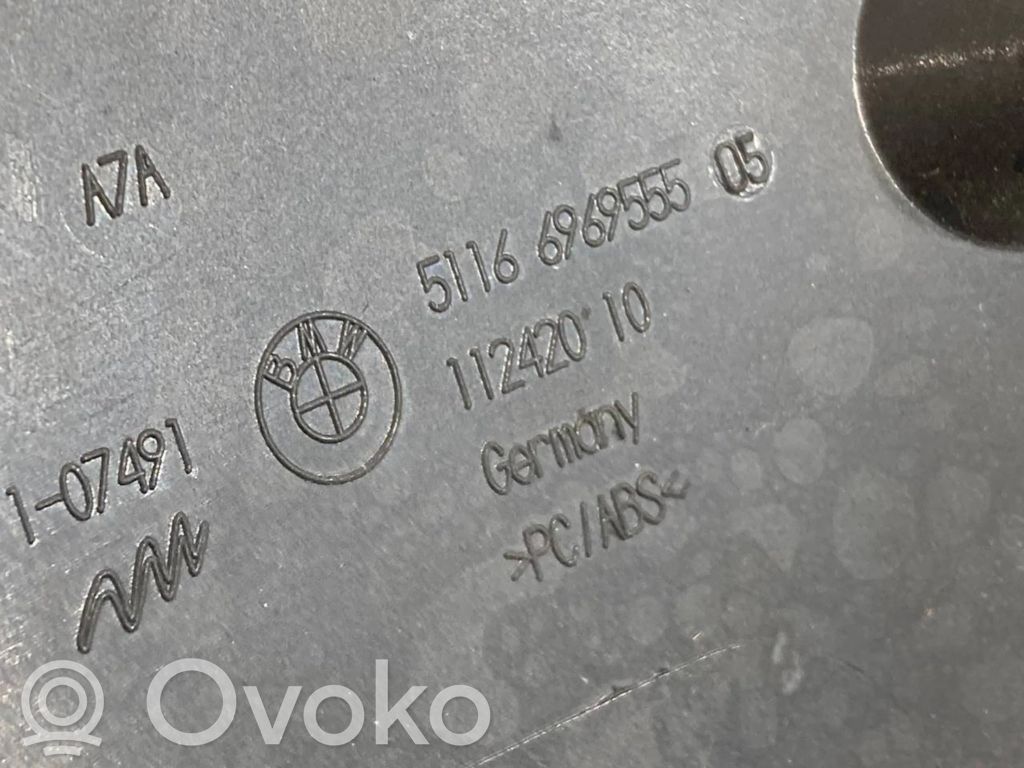 A7A
5116 6969555 05
BMW
112420 10
Germany
1-07491
>PC/ABS<
Ovoko